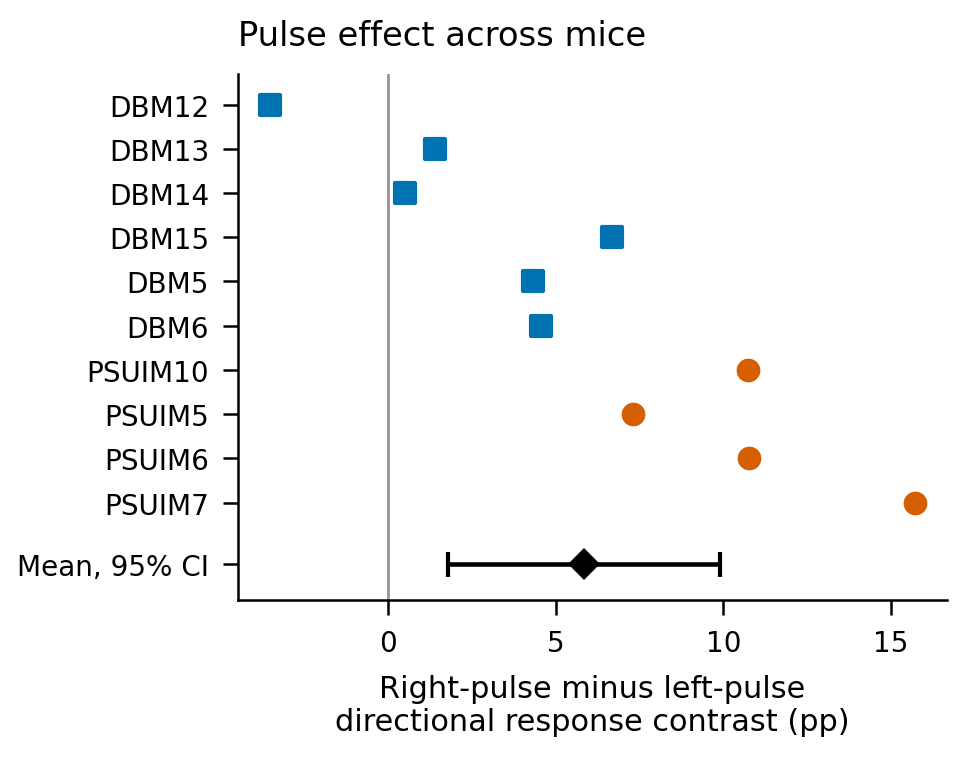 Pulse effect across mice
DBM12
DBM13
DBM14
DBM15
DBM5
DBM6
PSUIM10
PSUIM5
PSUIM6
PSUIM7
Mean, 95% CI
0 5 10 15
Right-pulse minus left-pulse
directional response contrast (pp)